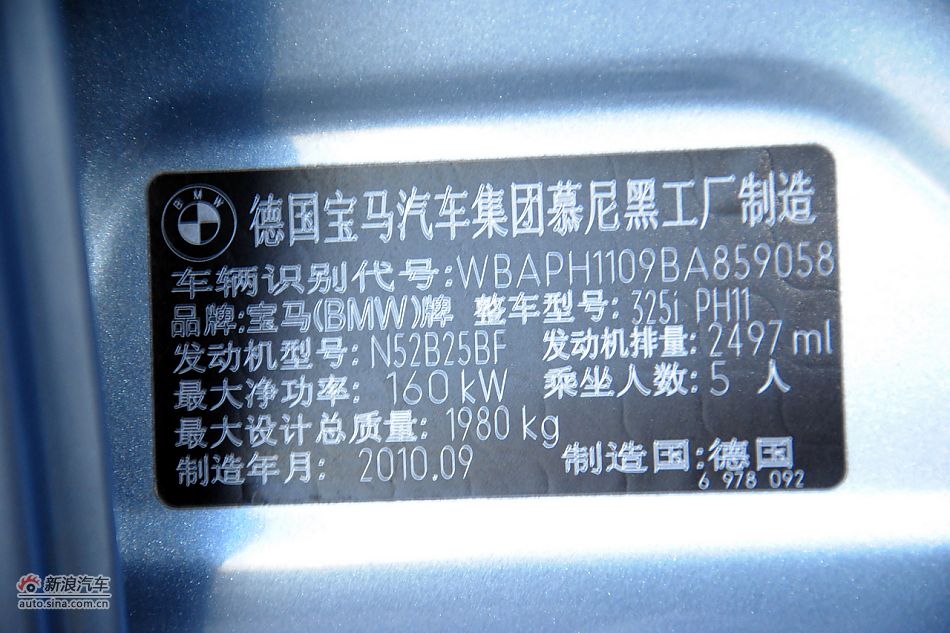 BMW 德国宝马汽车集团慕尼黑工厂制造
车辆识别代号:WBAPH1109BA859058
品牌:宝马(BMW)牌 整车型号: 325i PH11
发动机型号: N52B25BF 发动机排量: 2497 ml
最大净功率: 160 kW 乘坐人数: 5 人
最大设计总质量: 1980 kg
制造年月: 2010.09 制造国:德国
6 978 092
新浪汽车
auto.sina.com.cn